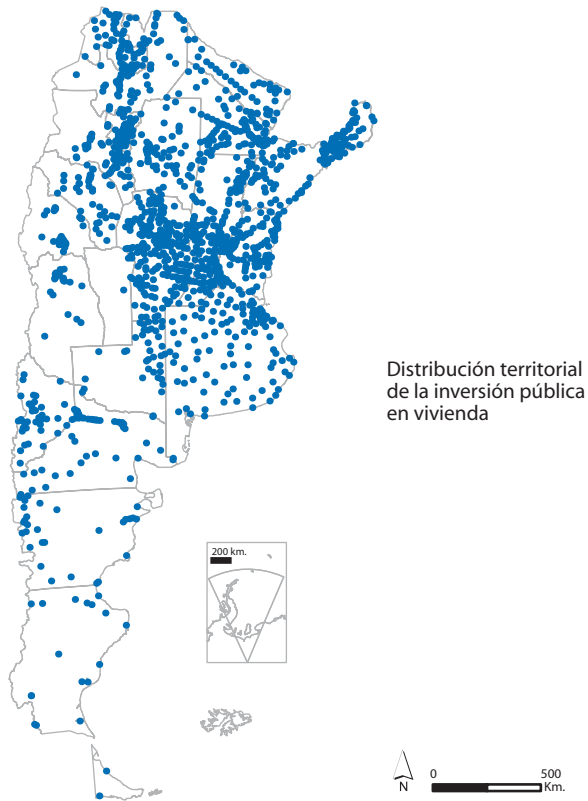 Distribución territorial
de la inversión pública
en vivienda
200 km.
N
0 500
Km.